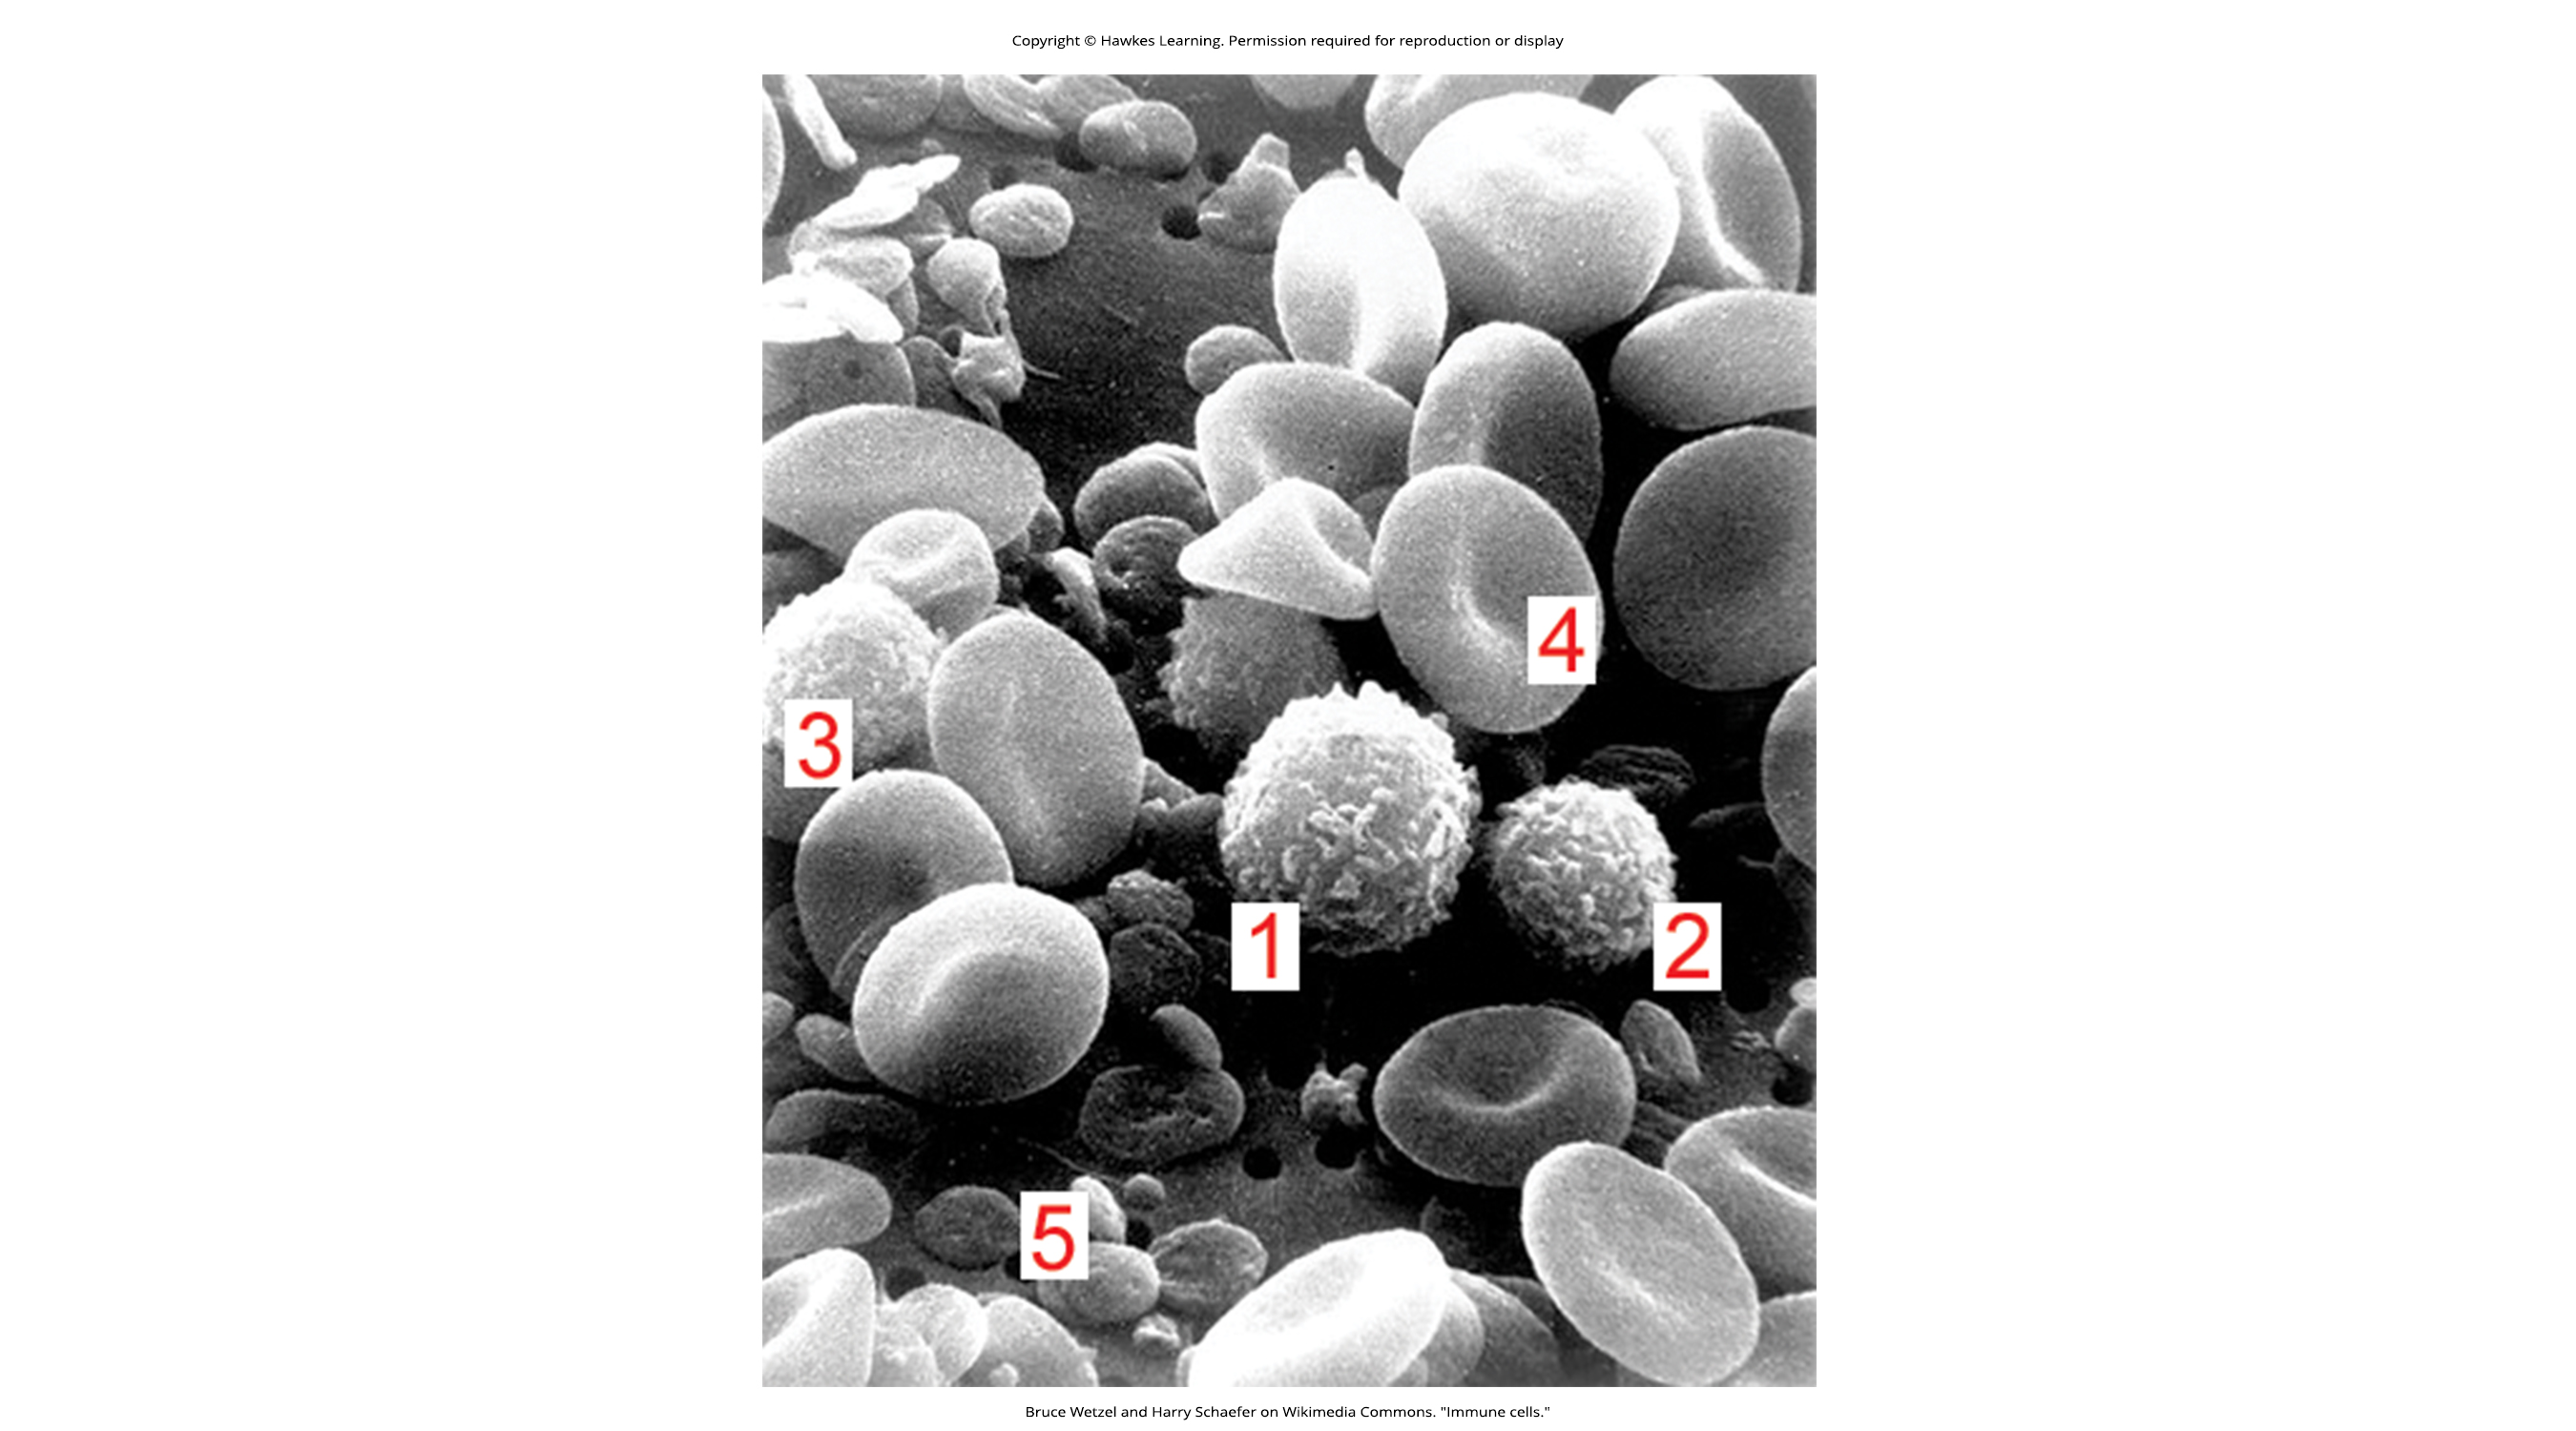 Copyright © Hawkes Learning. Permission required for reproduction or display
4
3
1
2
5
Bruce Wetzel and Harry Schaefer on Wikimedia Commons. "Immune cells."